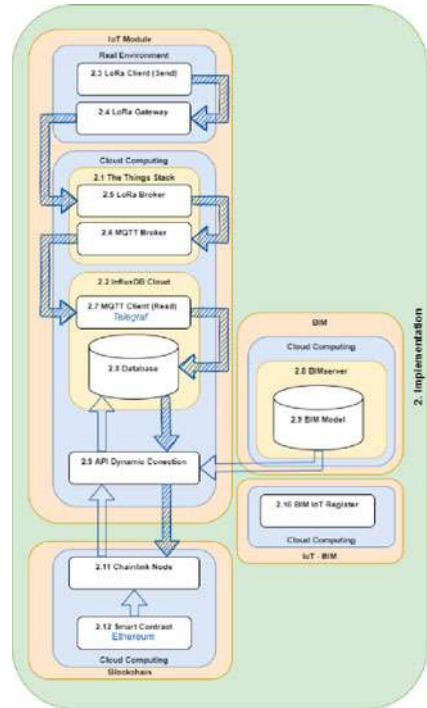 IoT Module
Real Environment
2.3 LoRa Client (Send)
2.4 LoRa Gateway
Cloud Computing
2.1 The Things Stack
2.5 LoRa Broker
2.6 MQTT Broker
2.2 InfluxDB Cloud
2.7 MQTT Client (Read)
Telegraf
2.8 Database
2.9 API Dynamic Conection
BIM
Cloud Computing
2.8 BIMserver
2.9 BIM Model
2.10 BIM IoT Register
Cloud Computing
IoT - BIM
2.11 Chainlink Node
2.12 Smart Contract
Ethereum
Cloud Computing
Blockchain
2. Implementation